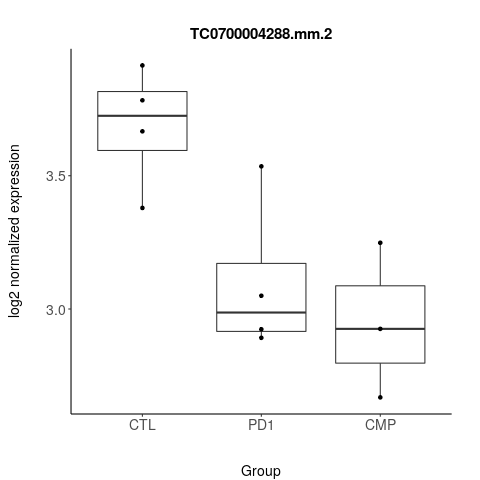 TC0700004288.mm.2
log2 normalized expression
3.5
3.0
CTL PD1 CMP
Group